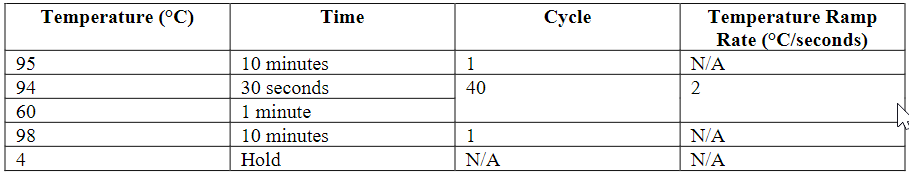 Temperature (°C) Time Cycle Temperature Ramp
Rate (°C/seconds)
95 10 minutes 1 N/A
94 30 seconds 40 2
60 1 minute
98 10 minutes 1 N/A
4 Hold N/A N/A